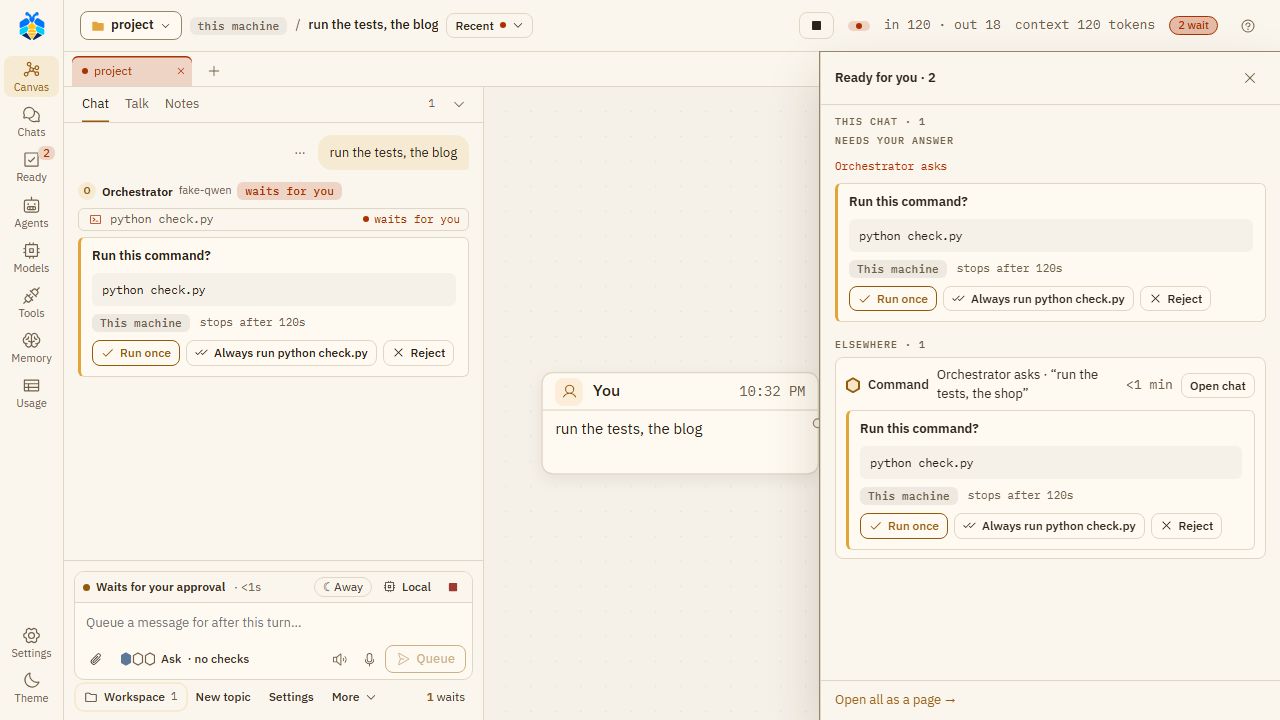 project
this machine / run the tests, the blog
Recent
in 120 · out 18 context 120 tokens
2 wait
Canvas
Chats
2
Ready
Agents
Models
Tools
Memory
Usage
Settings
Theme
project
Chat Talk Notes 1
... run the tests, the blog
O Orchestrator fake-qwen waits for you
python check.py waits for you
Run this command?
python check.py
This machine stops after 120s
Run once Always run python check.py Reject
Waits for your approval · <1s Away Local
Queue a message for after this turn…
Ask · no checks Queue
Workspace 1 New topic Settings More 1 waits
You 10:32 PM
run the tests, the blog
Ready for you · 2
THIS CHAT · 1
NEEDS YOUR ANSWER
Orchestrator asks
Run this command?
python check.py
This machine stops after 120s
Run once Always run python check.py Reject
ELSEWHERE · 1
Command Orchestrator asks · “run the
tests, the shop” <1 min Open chat
Run this command?
python check.py
This machine stops after 120s
Run once Always run python check.py Reject
Open all as a page →